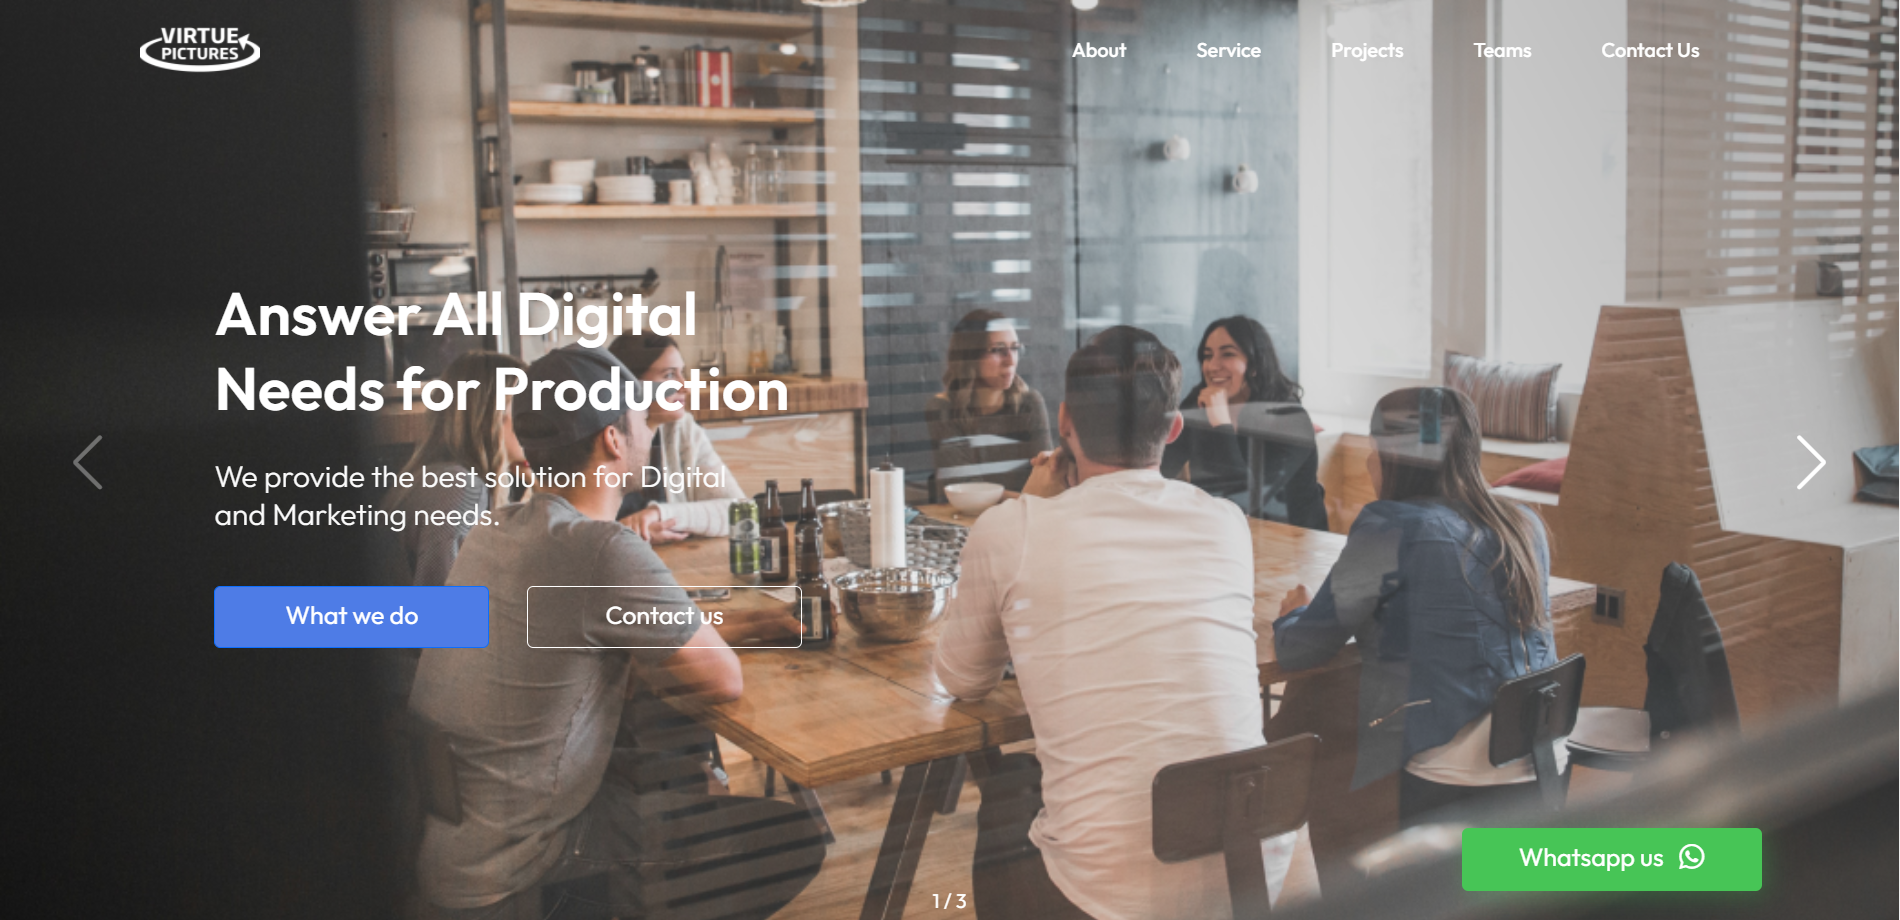 VIRTUE
PICTURES
About
Service
Projects
Teams
Contact Us
Answer All Digital
Needs for Production
We provide the best solution for Digital
and Marketing needs.
What we do
Contact us
Whatsapp us
1 / 3